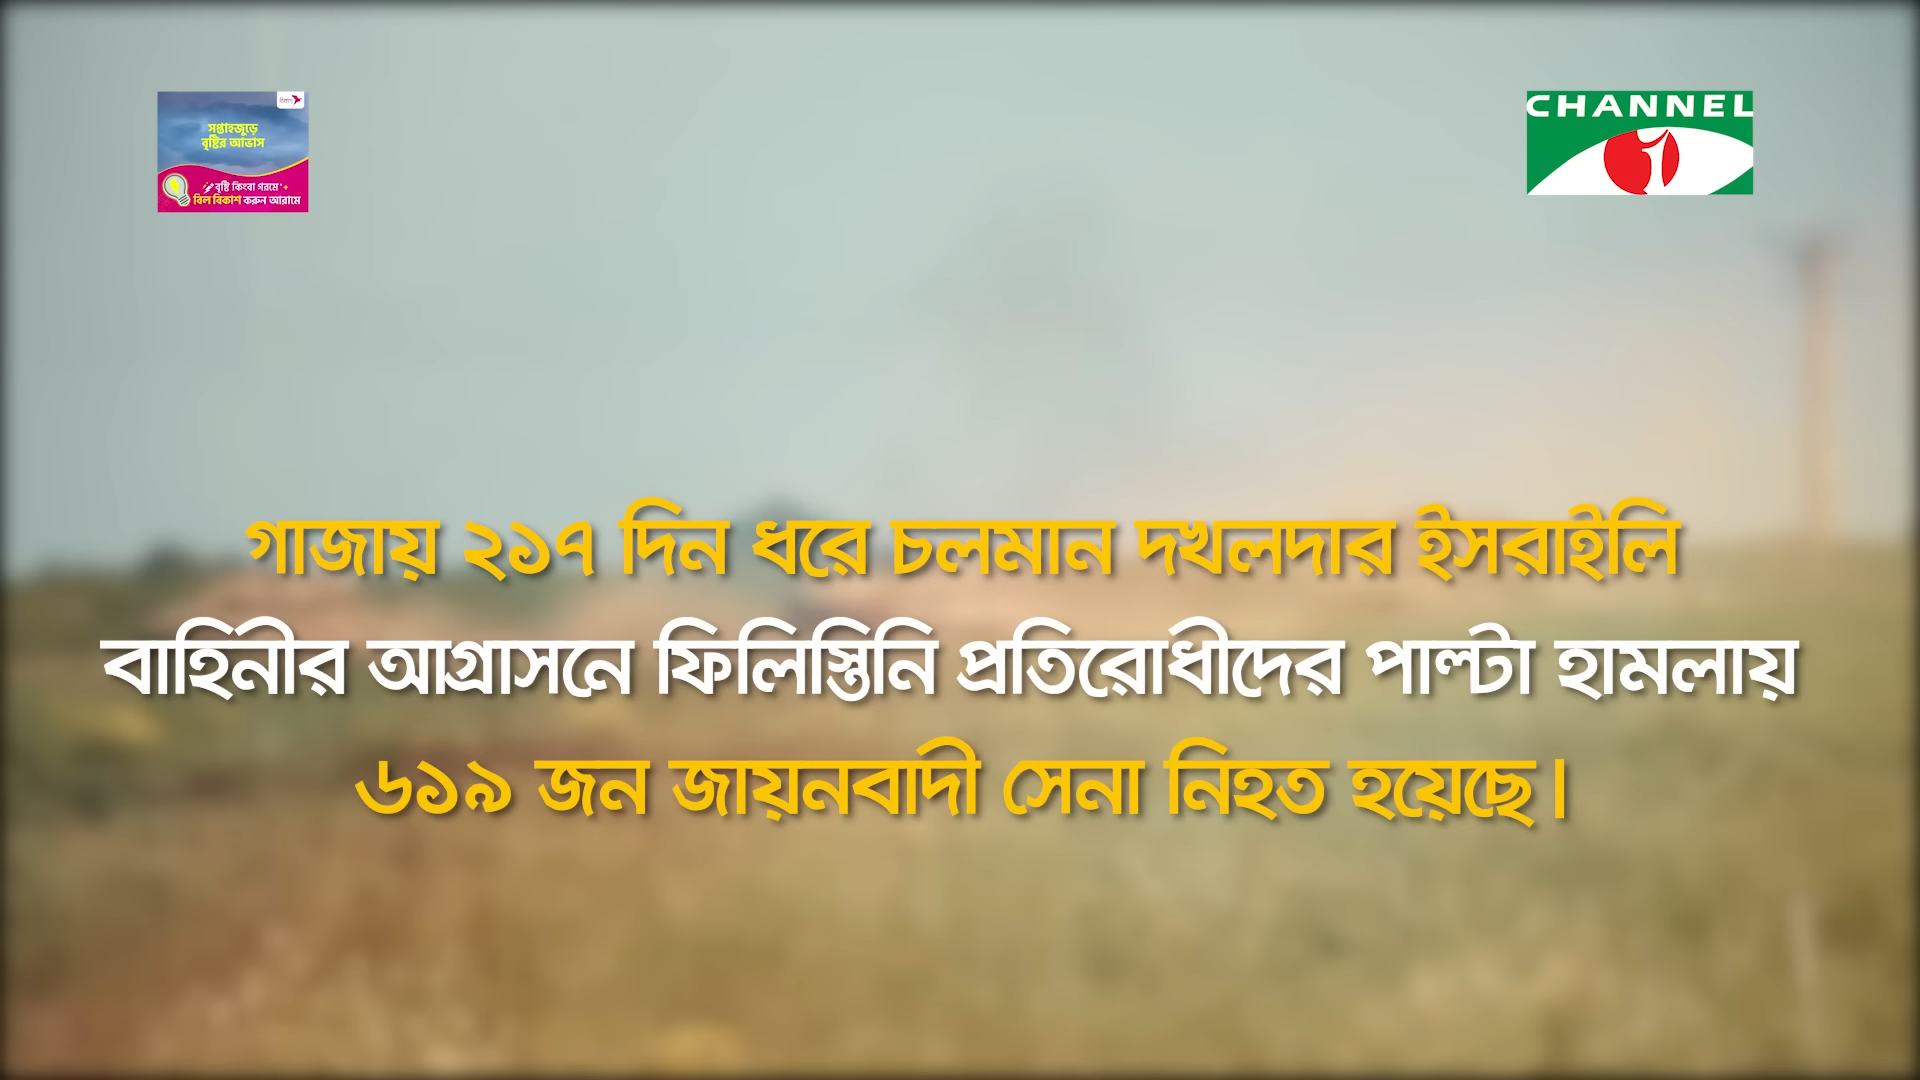 সপ্তাহজুড়ে
বৃষ্টির আভাস
বৃষ্টি কিংবা গরমে
বিল বিকাশ করুন আরামে
CHANNEL
গাজায় ২১৭ দিন ধরে চলমান দখলদার ইসরাইলি
বাহিনীর আগ্রাসনে ফিলিস্তিনি প্রতিরোধীদের পাল্টা হামলায়
৬১৯ জন জায়নবাদী সেনা নিহত হয়েছে।